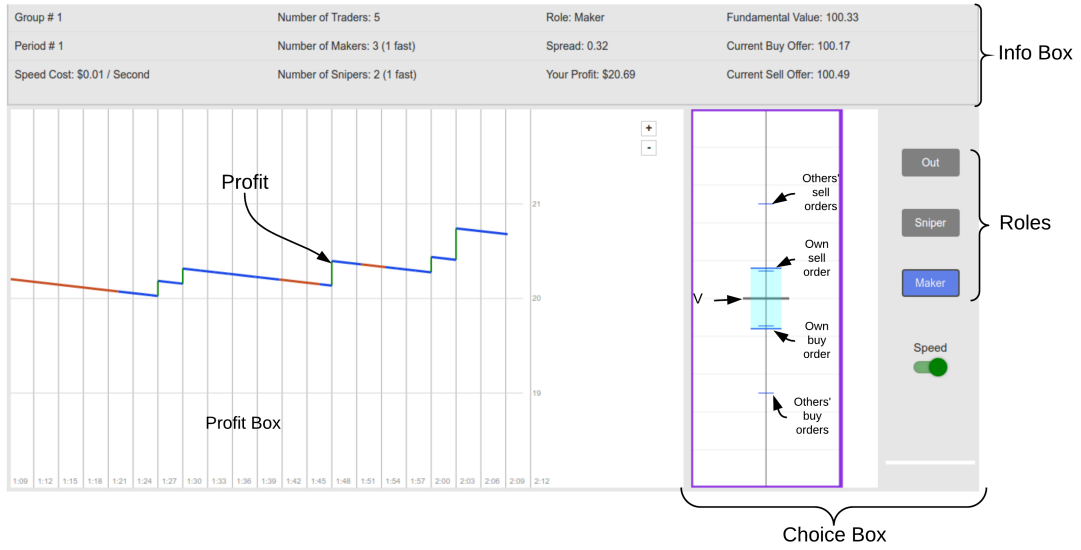 Group # 1 Number of Traders: 5 Role: Maker Fundamental Value: 100.33
Period # 1 Number of Makers: 3 (1 fast) Spread: 0.32 Current Buy Offer: 100.17
Speed Cost: $0.01 / Second Number of Snipers: 2 (1 fast) Your Profit: $20.69 Current Sell Offer: 100.49
Info Box
+
-
Profit
21
20
19
Profit Box
1:09 1:12 1:15 1:18 1:21 1:24 1:27 1:30 1:33 1:36 1:39 1:42 1:45 1:48 1:51 1:54 1:57 2:00 2:03 2:06 2:09 2:12
Others'
sell
orders
Own
sell
order
V
Own
buy
order
Others'
buy
orders
Out
Sniper
Maker
Roles
Speed
Choice Box